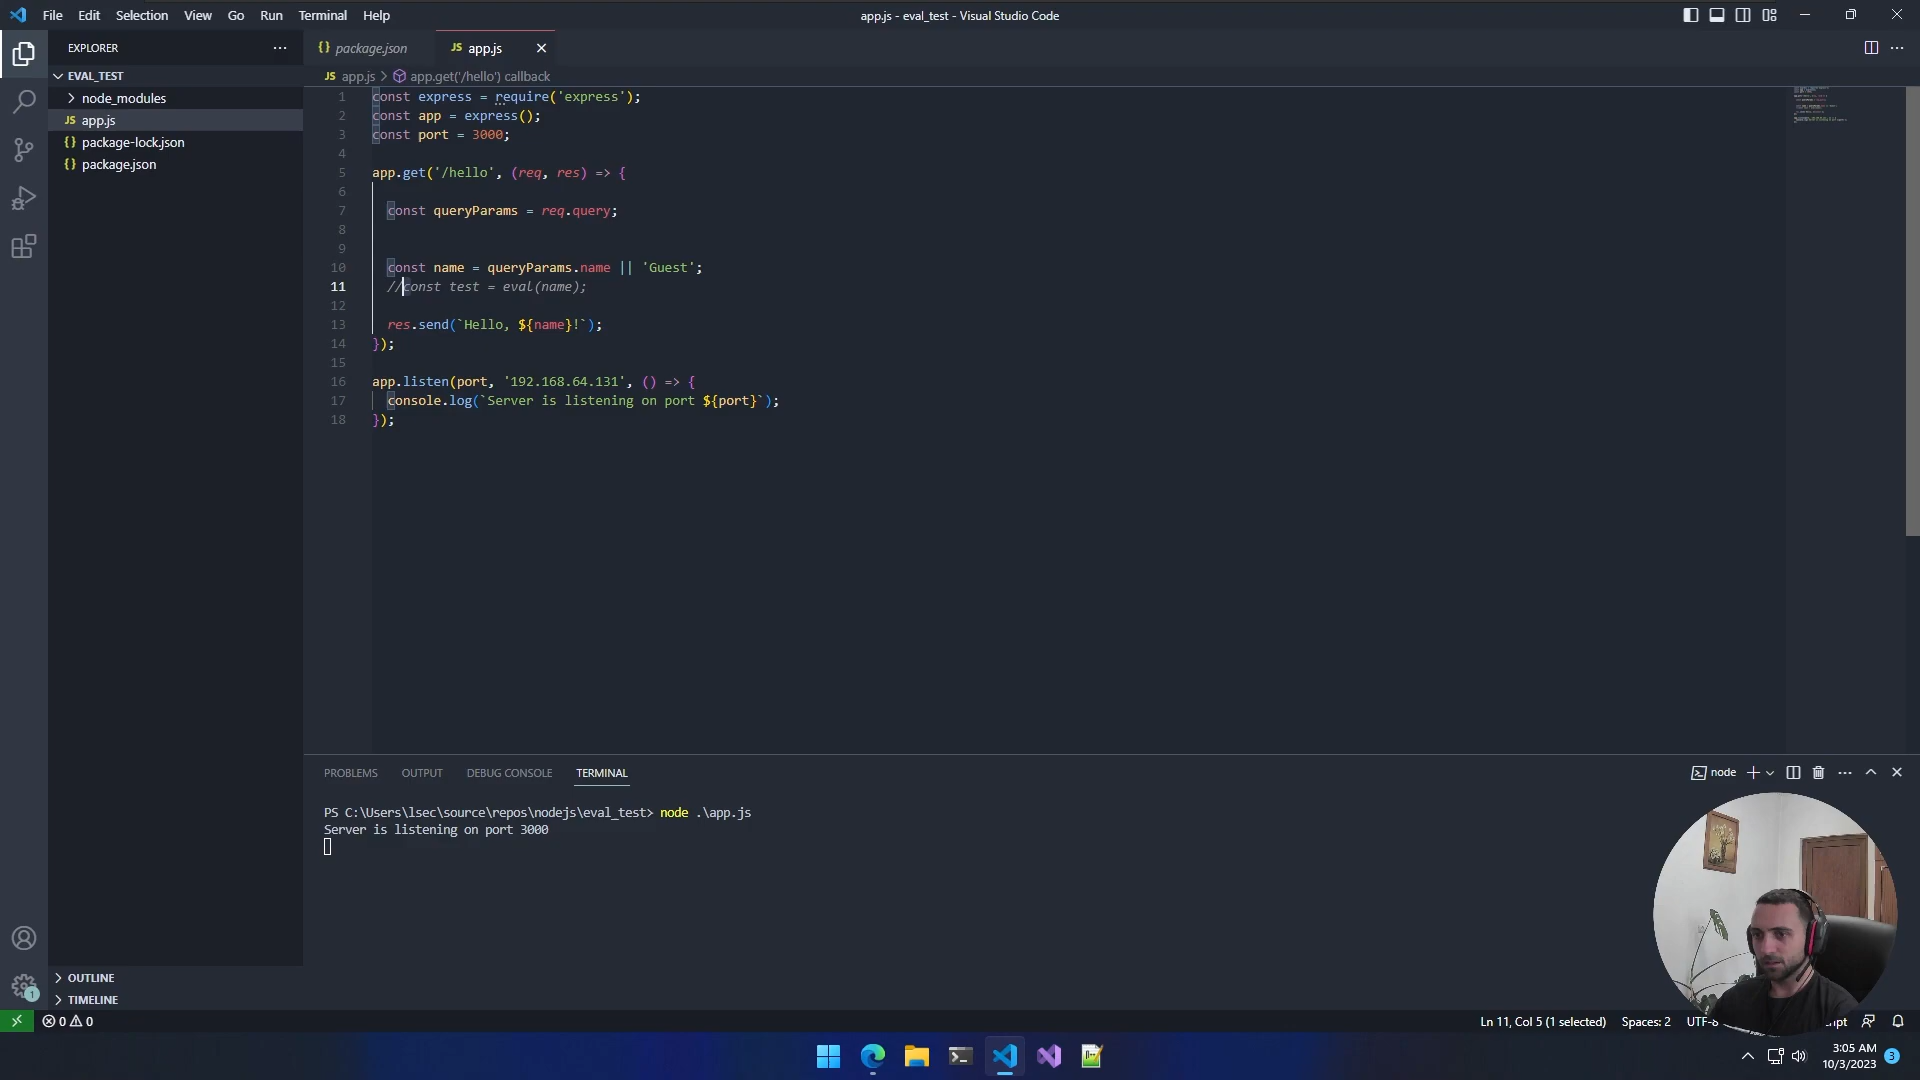 File Edit Selection View Go Run Terminal Help
app.js - eval_test - Visual Studio Code
EXPLORER
EVAL_TEST
node_modules
JS app.js
{} package-lock.json
{} package.json
OUTLINE
TIMELINE
{} package.json
JS app.js
JS app.js > app.get('/hello') callback
1 const express = require('express');
2 const app = express();
3 const port = 3000;
4
5 app.get('/hello', (req, res) => {
6
7 const queryParams = req.query;
8
9
10 const name = queryParams.name || 'Guest';
11 //const test = eval(name);
12
13 res.send(`Hello, ${name}!`);
14 });
15
16 app.listen(port, '192.168.64.131', () => {
17 console.log(`Server is listening on port ${port}`);
18 });
PROBLEMS OUTPUT DEBUG CONSOLE TERMINAL
node
PS C:\Users\lsec\source\repos\nodejs\eval_test> node .\app.js
Server is listening on port 3000
1
0 0
Ln 11, Col 5 (1 selected) Spaces: 2 UTF-8
3:05 AM
10/3/2023
3